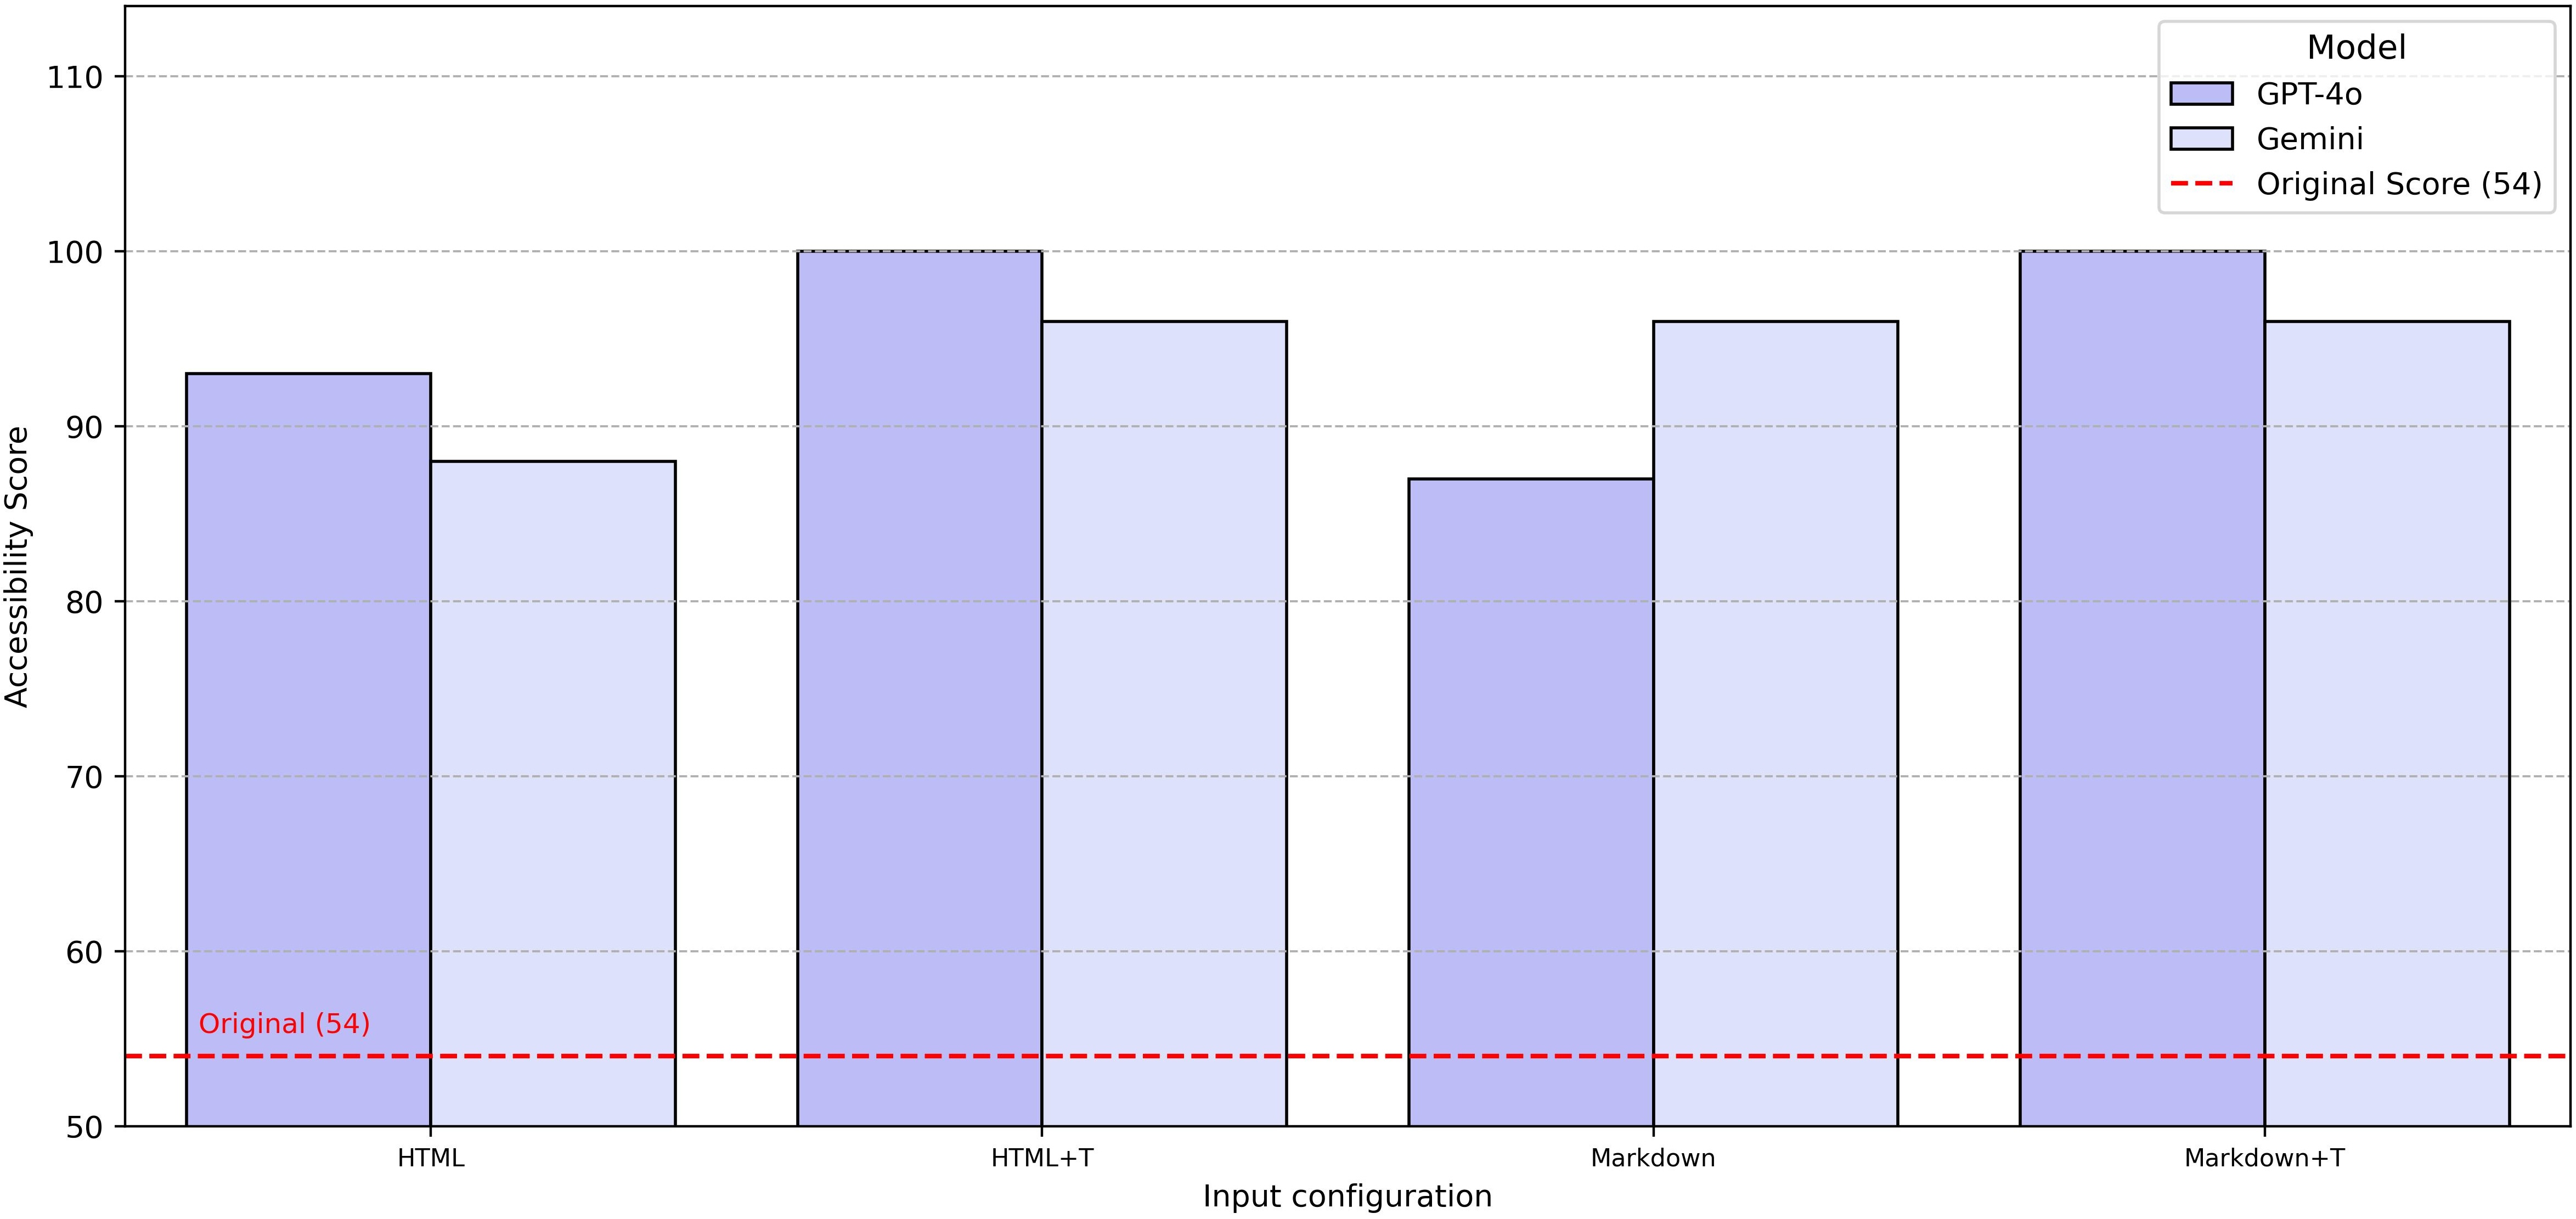 Model
GPT-4o
Gemini
Original Score (54)
110
100
90
80
70
60
50
Accessibility Score
Original (54)
HTML
HTML+T
Markdown
Markdown+T
Input configuration